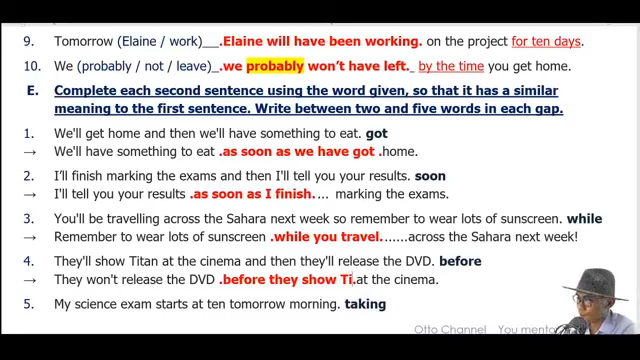 9. Tomorrow (Elaine / work)__.Elaine will have been working. on the project for ten days.
10. We (probably / not / leave)_.we probably won't have left._ by the time you get home.
E. Complete each second sentence using the word given, so that it has a similar
meaning to the first sentence. Write between two and five words in each gap.
1. We'll get home and then we'll have something to eat. got
→ We'll have something to eat .as soon as we have got .home.
2. I'll finish marking the exams and then I'll tell you your results. soon
→ I'll tell you your results .as soon as I finish.... marking the exams.
3. You'll be travelling across the Sahara next week so remember to wear lots of sunscreen. while
→ Remember to wear lots of sunscreen .while you travel.......across the Sahara next week!
4. They'll show Titan at the cinema and then they'll release the DVD. before
→ They won't release the DVD .before they show Ti.at the cinema.
5. My science exam starts at ten tomorrow morning. taking
Otto Channel You mento